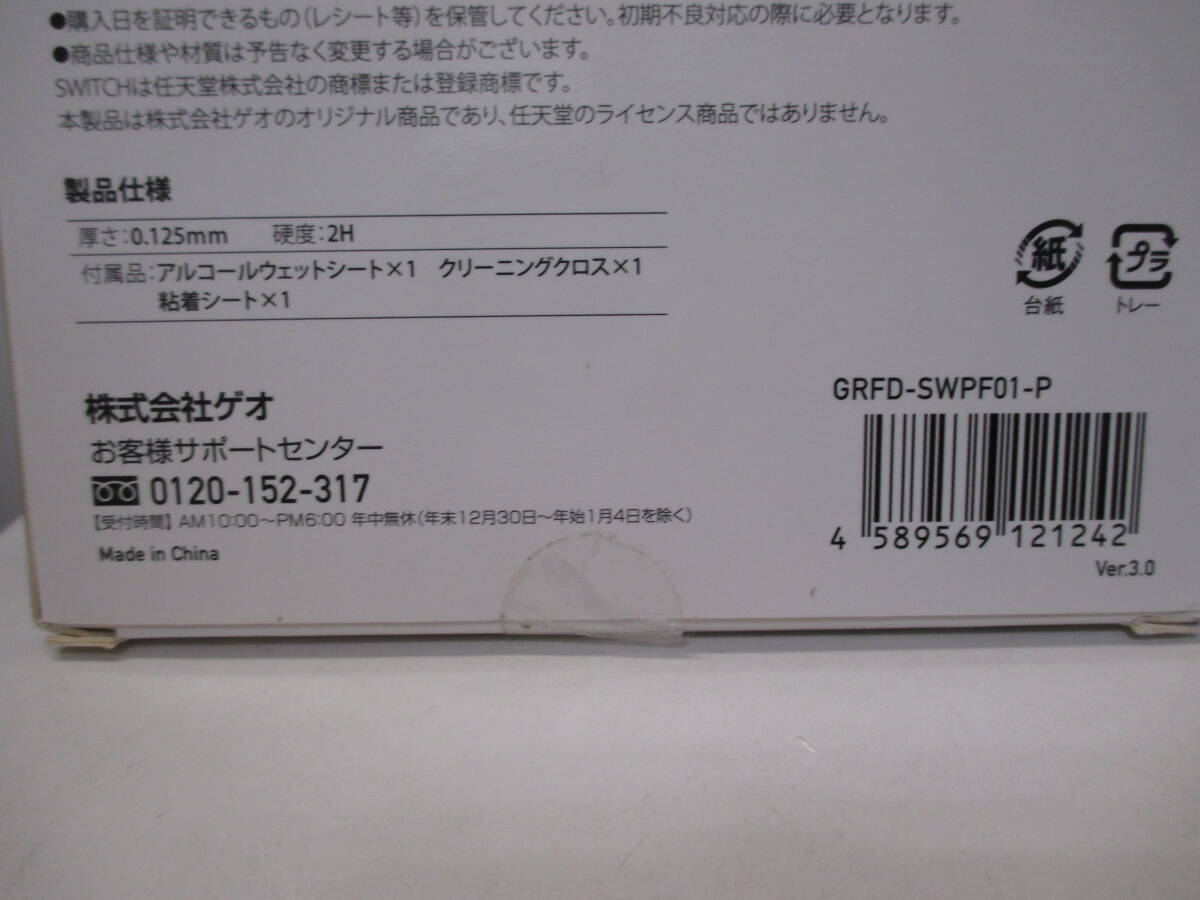 ●購入日を証明できるもの（レシート等）を保管してください。初期不良対応の際に必要となります。
●商品仕様や材質は予告なく変更する場合がございます。
SWITCHは任天堂株式会社の商標または登録商標です。
本製品は株式会社ゲオのオリジナル商品であり、任天堂のライセンス商品ではありません。
製品仕様
厚さ：0.125mm　硬度：2H
付属品：アルコールウェットシート×1　クリーニングクロス×1
粘着シート×1
紙
台紙
プラ
トレー
株式会社ゲオ
お客様サポートセンター
0120-152-317
【受付時間】AM10:00～PM6:00 年中無休（年末12月30日～年始1月4日を除く）
Made in China
GRFD-SWPF01-P
4 589569 121242
Ver.3.0